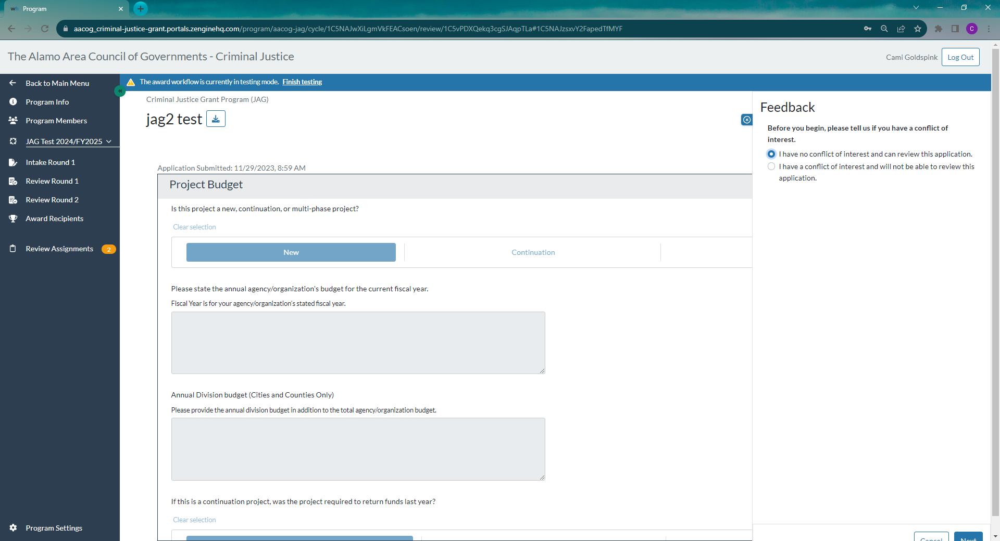 wh Program
aacog_criminal-justice-grant.portals.zenginehq.com/program/aacog-jag/cycle/1C5NAJwXiLgmVkFEACsoen/review/1C5vPDXQekq3cgSJAqpTLa#1C5NAJzsxvY2FapedTfMYF
C
The Alamo Area Council of Governments - Criminal Justice
Cami Goldspink
Log Out
Back to Main Menu
Program Info
Program Members
JAG Test 2024/FY2025
Intake Round 1
Review Round 1
Review Round 2
Award Recipients
Review Assignments 2
Program Settings
The award workflow is currently in testing mode. Finish testing
Criminal Justice Grant Program (JAG)
jag2 test
Application Submitted: 11/29/2023, 8:59 AM
Project Budget
Is this project a new, continuation, or multi-phase project?
Clear selection
New Continuation
Please state the annual agency/organization's budget for the current fiscal year.
Fiscal Year is for your agency/organization's stated fiscal year.
Annual Division budget (Cities and Counties Only)
Please provide the annual division budget in addition to the total agency/organization budget.
If this is a continuation project, was the project required to return funds last year?
Clear selection
Feedback
Before you begin, please tell us if you have a conflict of
interest.
I have no conflict of interest and can review this application.
I have a conflict of interest and will not be able to review this
application.
Cancel Next